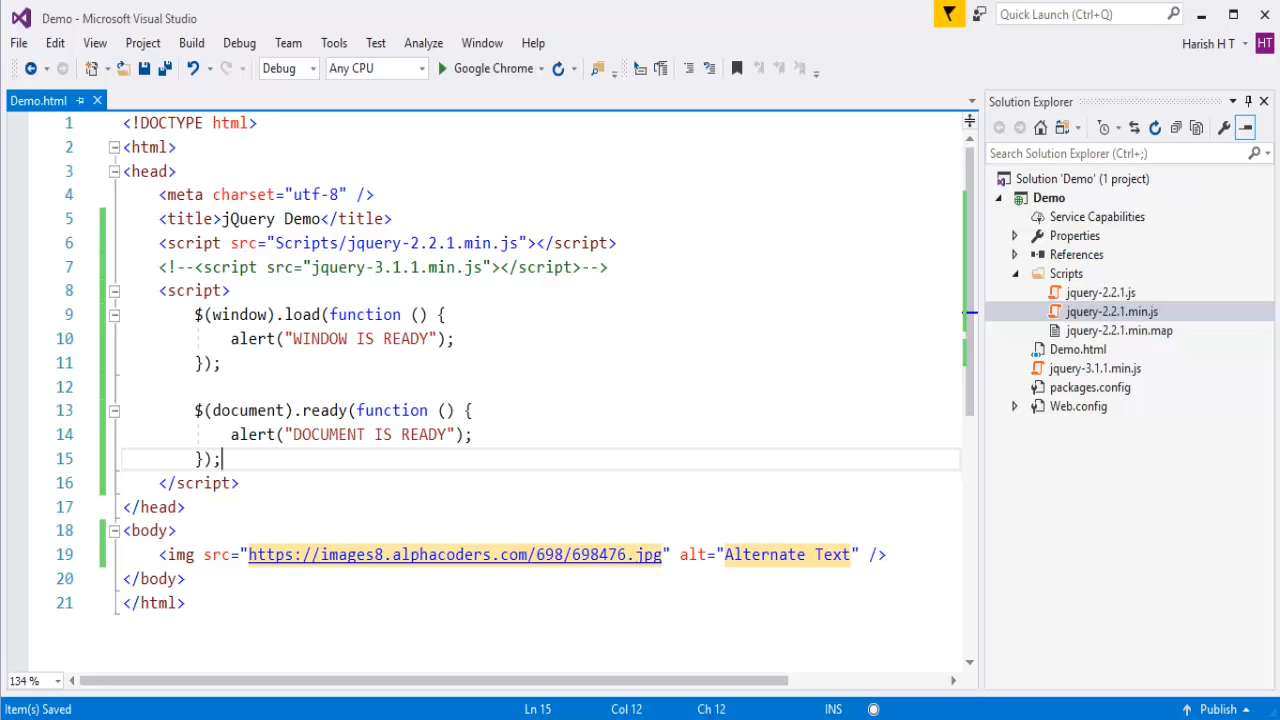 Demo - Microsoft Visual Studio
Quick Launch (Ctrl+Q)
File Edit View Project Build Debug Team Tools Test Analyze Window Help
Harish H T HT
Debug Any CPU Google Chrome
Demo.html
1 <!DOCTYPE html>
2 <html>
3 <head>
4 <meta charset="utf-8" />
5 <title>jQuery Demo</title>
6 <script src="Scripts/jquery-2.2.1.min.js"></script>
7 <!--<script src="jquery-3.1.1.min.js"></script>-->
8 <script>
9 $(window).load(function () {
10 alert("WINDOW IS READY");
11 });
12
13 $(document).ready(function () {
14 alert("DOCUMENT IS READY");
15 });
16 </script>
17 </head>
18 <body>
19 <img src="https://images8.alphacoders.com/698/698476.jpg" alt="Alternate Text" />
20 </body>
21 </html>
134 %
Solution Explorer
Search Solution Explorer (Ctrl+;)
Solution 'Demo' (1 project)
Demo
Service Capabilities
Properties
References
Scripts
jquery-2.2.1.js
jquery-2.2.1.min.js
jquery-2.2.1.min.map
Demo.html
jquery-3.1.1.min.js
packages.config
Web.config
Item(s) Saved Ln 15 Col 12 Ch 12 INS Publish